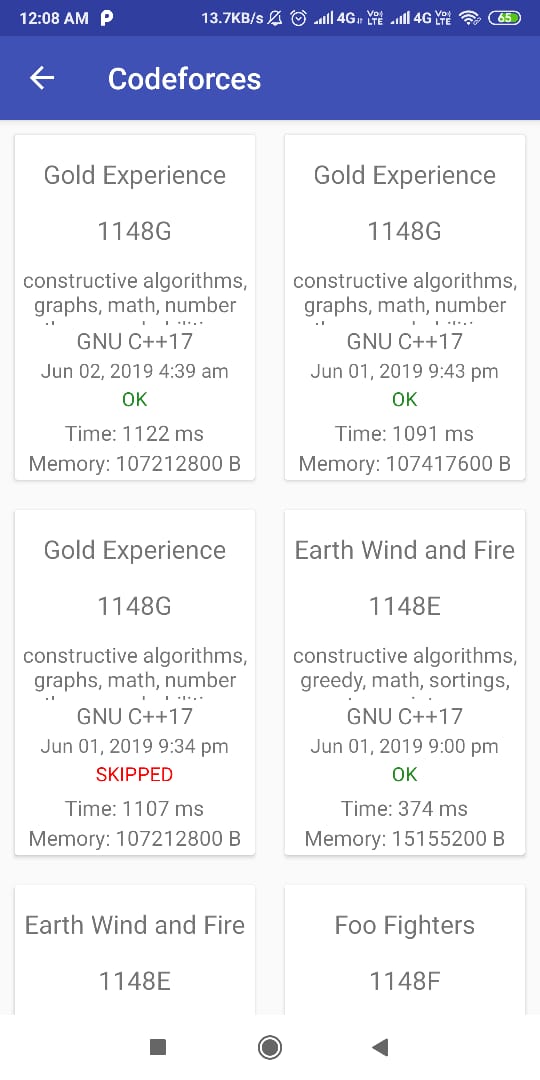 12:08 AM P 13.7KB/s 4G Vo) LTE 4G Vo) LTE 65
Codeforces
Gold Experience
1148G
constructive algorithms,
graphs, math, number
GNU C++17
Jun 02, 2019 4:39 am
OK
Time: 1122 ms
Memory: 107212800 B
Gold Experience
1148G
constructive algorithms,
graphs, math, number
GNU C++17
Jun 01, 2019 9:43 pm
OK
Time: 1091 ms
Memory: 107417600 B
Gold Experience
1148G
constructive algorithms,
graphs, math, number
GNU C++17
Jun 01, 2019 9:34 pm
SKIPPED
Time: 1107 ms
Memory: 107212800 B
Earth Wind and Fire
1148E
constructive algorithms,
greedy, math, sortings,
GNU C++17
Jun 01, 2019 9:00 pm
OK
Time: 374 ms
Memory: 15155200 B
Earth Wind and Fire
1148E
Foo Fighters
1148F